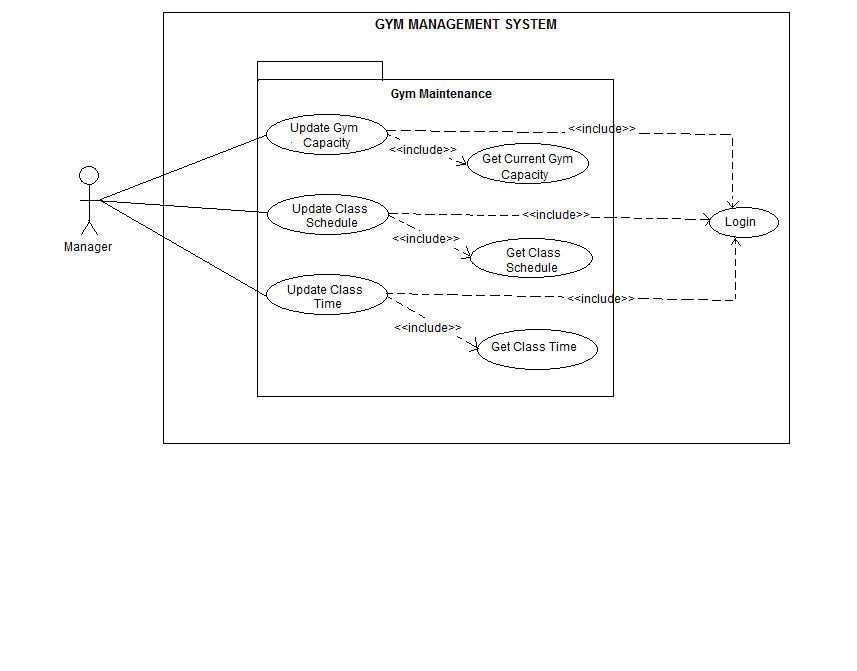 GYM MANAGEMENT SYSTEM
Gym Maintenance
Update Gym
Capacity
<<include>>
<<include>>
Get Current Gym
Capacity
Manager
Update Class
Schedule
<<include>>
<<include>>
Get Class
Schedule
Login
Update Class
Time
<<include>>
<<include>>
Get Class Time